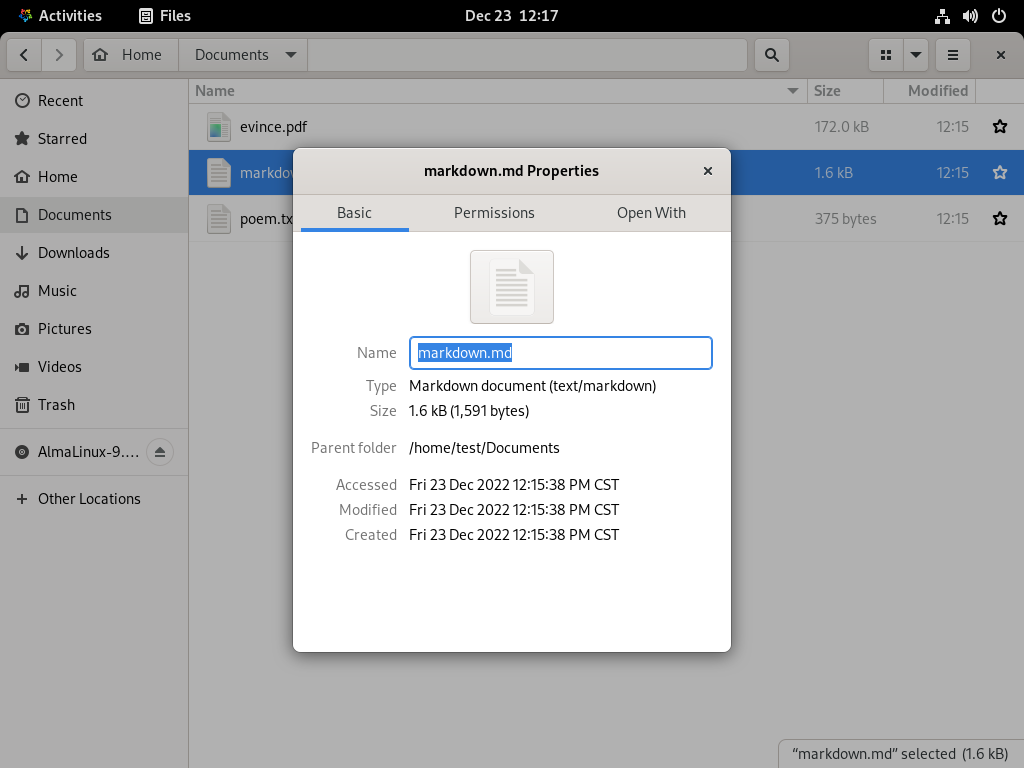 Activities Files Dec 23 12:17
Home Documents
Name Size Modified
Recent
evince.pdf 172.0 kB 12:15
Starred
markdown.md Properties
Home
markdow 1.6 kB 12:15
Basic Permissions Open With
Documents
poem.tx 375 bytes 12:15
Downloads
Music
Pictures
Name markdown.md
Videos
Type Markdown document (text/markdown)
Trash
Size 1.6 kB (1,591 bytes)
Parent folder /home/test/Documents
AlmaLinux-9.…
Accessed Fri 23 Dec 2022 12:15:38 PM CST
Other Locations
Modified Fri 23 Dec 2022 12:15:38 PM CST
Created Fri 23 Dec 2022 12:15:38 PM CST
“markdown.md” selected (1.6 kB)